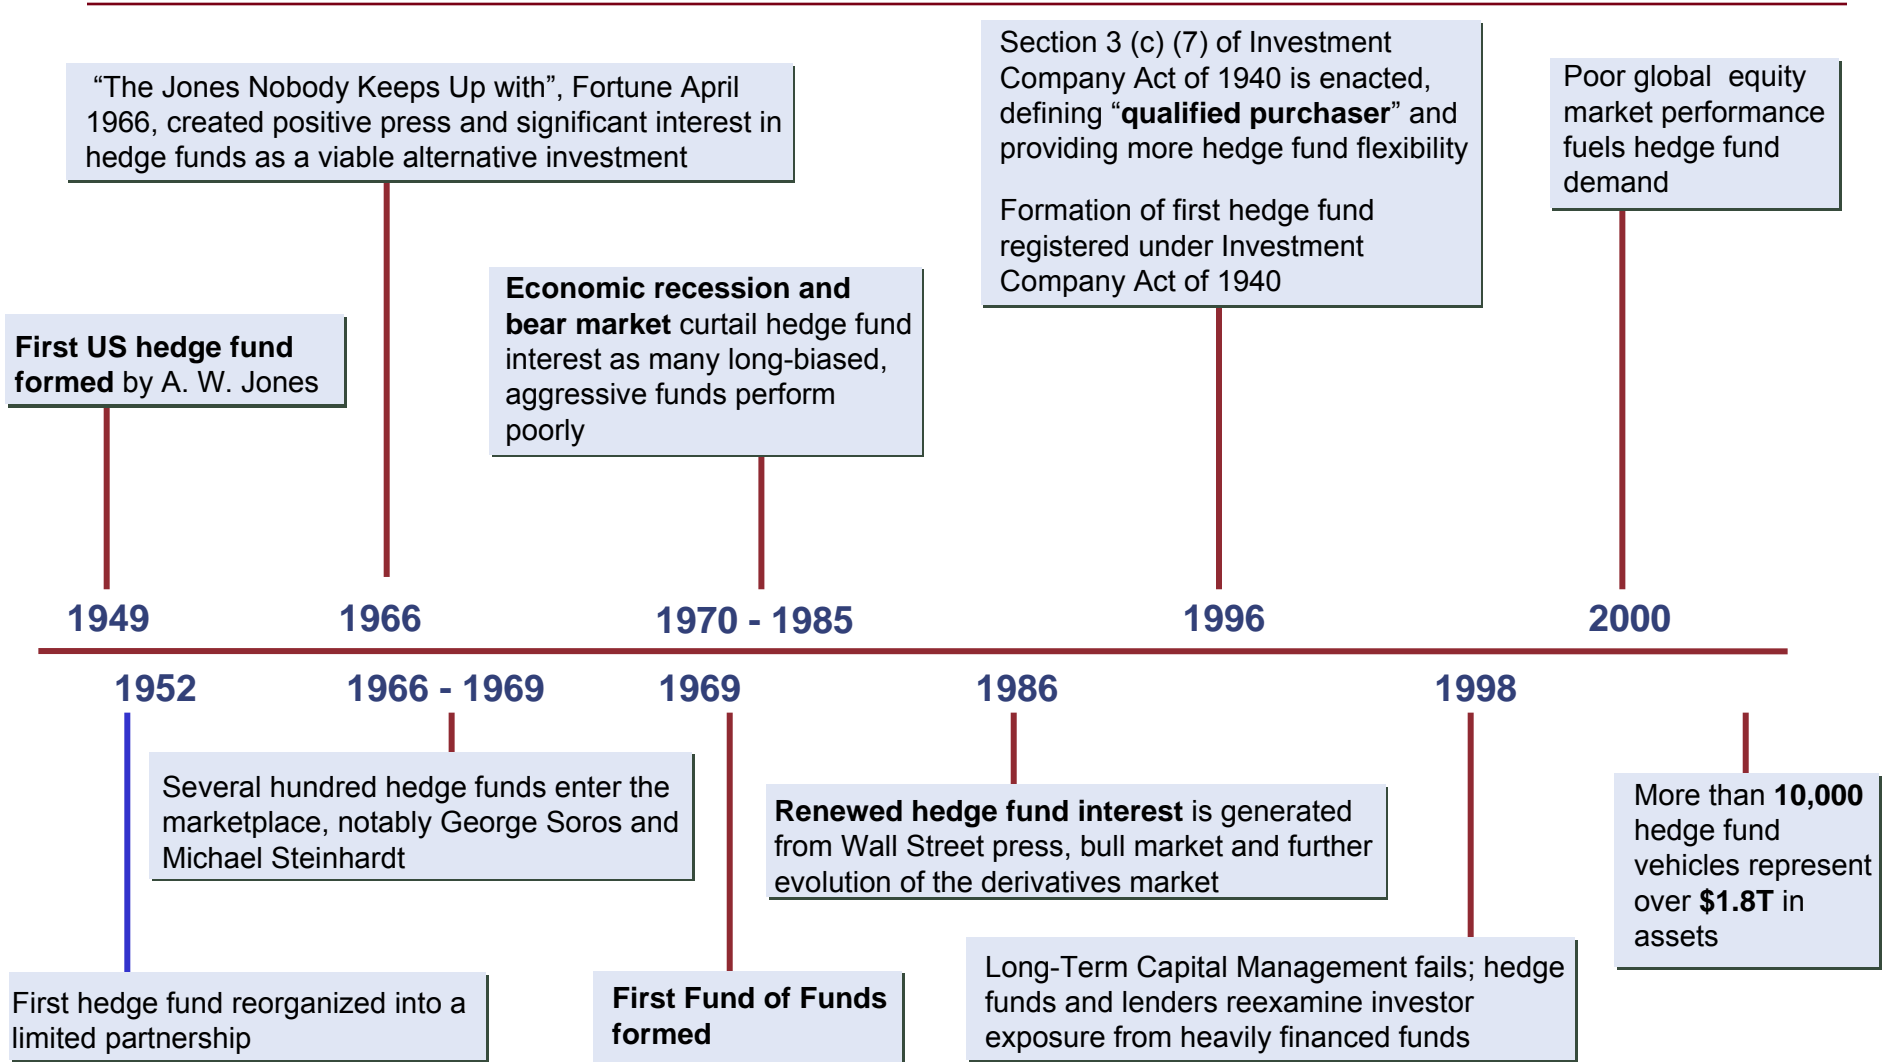 “The Jones Nobody Keeps Up with”, Fortune April
1966, created positive press and significant interest in
hedge funds as a viable alternative investment
Section 3 (c) (7) of Investment
Company Act of 1940 is enacted,
defining “qualified purchaser” and
providing more hedge fund flexibility
Formation of first hedge fund
registered under Investment
Company Act of 1940
Poor global  equity
market performance
fuels hedge fund
demand
First US hedge fund
formed by A. W. Jones
Economic recession and
bear market curtail hedge fund
interest as many long-biased,
aggressive funds perform
poorly
1949
1966
1970 - 1985
1996
2000
1952
1966 - 1969
1969
1986
1998
Several hundred hedge funds enter the
marketplace, notably George Soros and
Michael Steinhardt
Renewed hedge fund interest is generated
from Wall Street press, bull market and further
evolution of the derivatives market
More than 10,000
hedge fund
vehicles represent
over $1.8T in
assets
First hedge fund reorganized into a
limited partnership
First Fund of Funds
formed
Long-Term Capital Management fails; hedge
funds and lenders reexamine investor
exposure from heavily financed funds